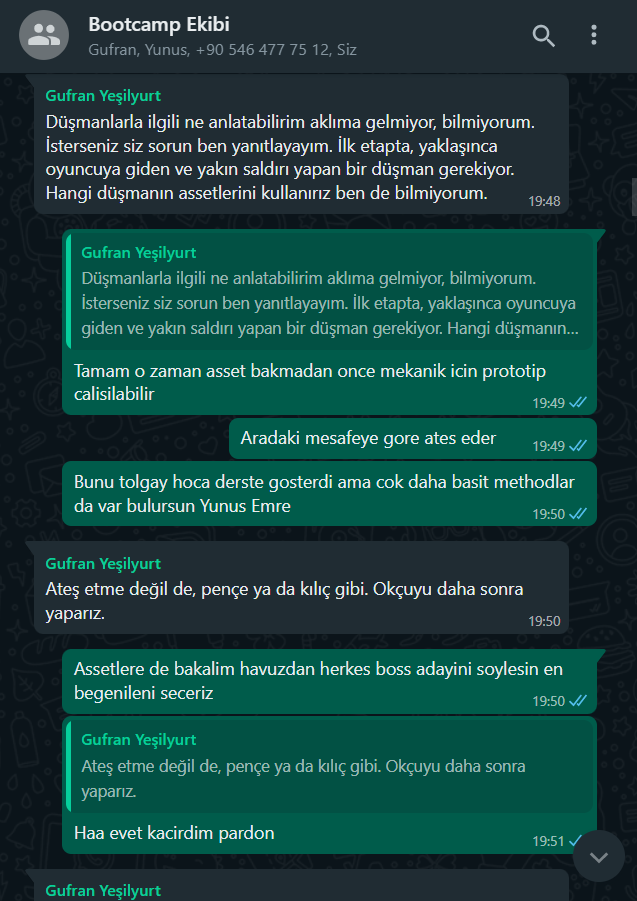 Bootcamp Ekibi
Gufran, Yunus, +90 546 477 75 12, Siz
Gufran Yeşilyurt
Düşmanlarla ilgili ne anlatabilirim aklıma gelmiyor, bilmiyorum.
İsterseniz siz sorun ben yanıtlayayım. İlk etapta, yaklaşınca
oyuncuya giden ve yakın saldırı yapan bir düşman gerekiyor.
Hangi düşmanın assetlerini kullanırız ben de bilmiyorum.
19:48
Gufran Yeşilyurt
Düşmanlarla ilgili ne anlatabilirim aklıma gelmiyor, bilmiyorum.
İsterseniz siz sorun ben yanıtlayayım. İlk etapta, yaklaşınca oyuncuya
giden ve yakın saldırı yapan bir düşman gerekiyor. Hangi düşmanın...
Tamam o zaman asset bakmadan once mekanik icin prototip
calisilabilir
19:49
Aradaki mesafeye gore ates eder
19:49
Bunu tolgay hoca derste gosterdi ama cok daha basit methodlar
da var bulursun Yunus Emre
19:50
Gufran Yeşilyurt
Ateş etme değil de, pençe ya da kılıç gibi. Okçuyu daha sonra
yaparız.
19:50
Assetlere de bakalim havuzdan herkes boss adayini soylesin en
begenileni seceriz
19:50
Gufran Yeşilyurt
Ateş etme değil de, pençe ya da kılıç gibi. Okçuyu daha sonra
yaparız.
Haa evet kacirdim pardon
19:51
Gufran Yeşilyurt